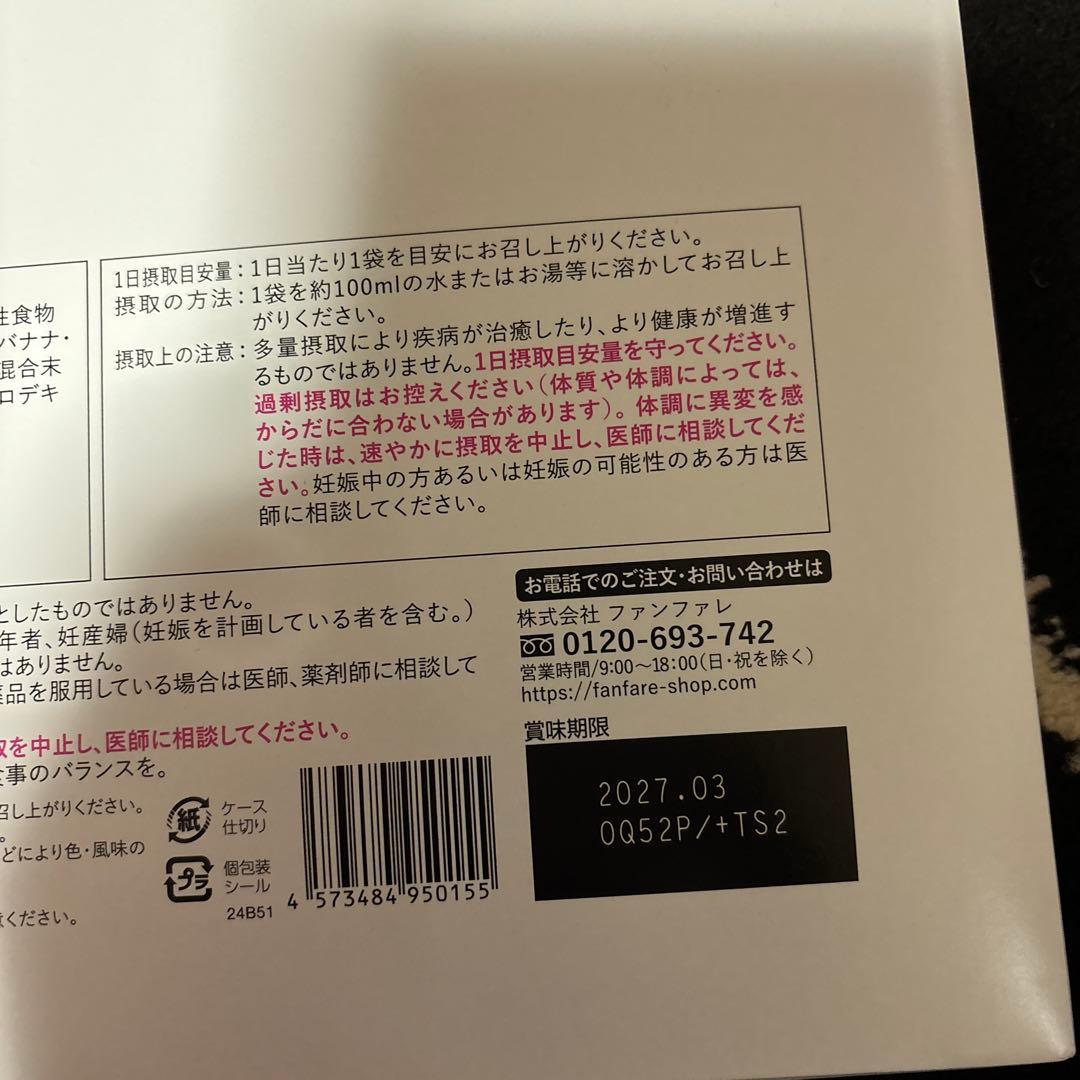 性食物
バナナ・
混合末
ロデキ
1日摂取目安量：1日当たり1袋を目安にお召し上がりください。
摂取の方法：1袋を約100mlの水またはお湯等に溶かしてお召し上
がりください。
摂取上の注意：多量摂取により疾病が治癒したり、より健康が増進す
るものではありません。1日摂取目安量を守ってください。
過剰摂取はお控えください（体質や体調によっては、
からだに合わない場合があります）。体調に異変を感
じた時は、速やかに摂取を中止し、医師に相談してくだ
さい。妊娠中の方あるいは妊娠の可能性のある方は医
師に相談してください。
としたものではありません。
年者、妊産婦（妊娠を計画している者を含む。）
はありません。
薬品を服用している場合は医師、薬剤師に相談して
取を中止し、医師に相談してください。
食事のバランスを。
召し上がりください。
どにより色・風味の
ください。
紙
ケース
仕切り
プラ
個包装
シール
24B51
4 573484 950155
お電話でのご注文・お問い合わせは
株式会社 ファンファレ
0120-693-742
営業時間/9:00～18:00（日・祝を除く）
https://fanfare-shop.com
賞味期限
2027.03
0Q52P/+TS2